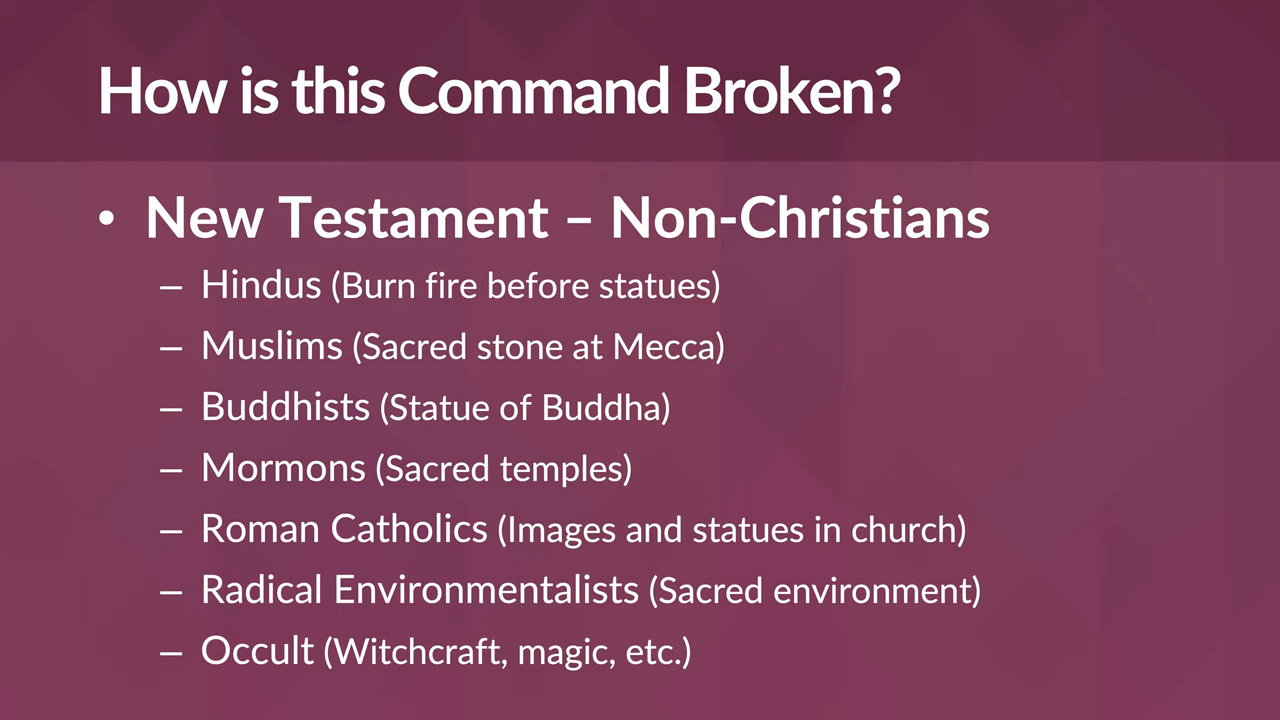 How is this Command Broken?
• New Testament – Non-Christians
– Hindus (Burn fire before statues)
– Muslims (Sacred stone at Mecca)
– Buddhists (Statue of Buddha)
– Mormons (Sacred temples)
– Roman Catholics (Images and statues in church)
– Radical Environmentalists (Sacred environment)
– Occult (Witchcraft, magic, etc.)